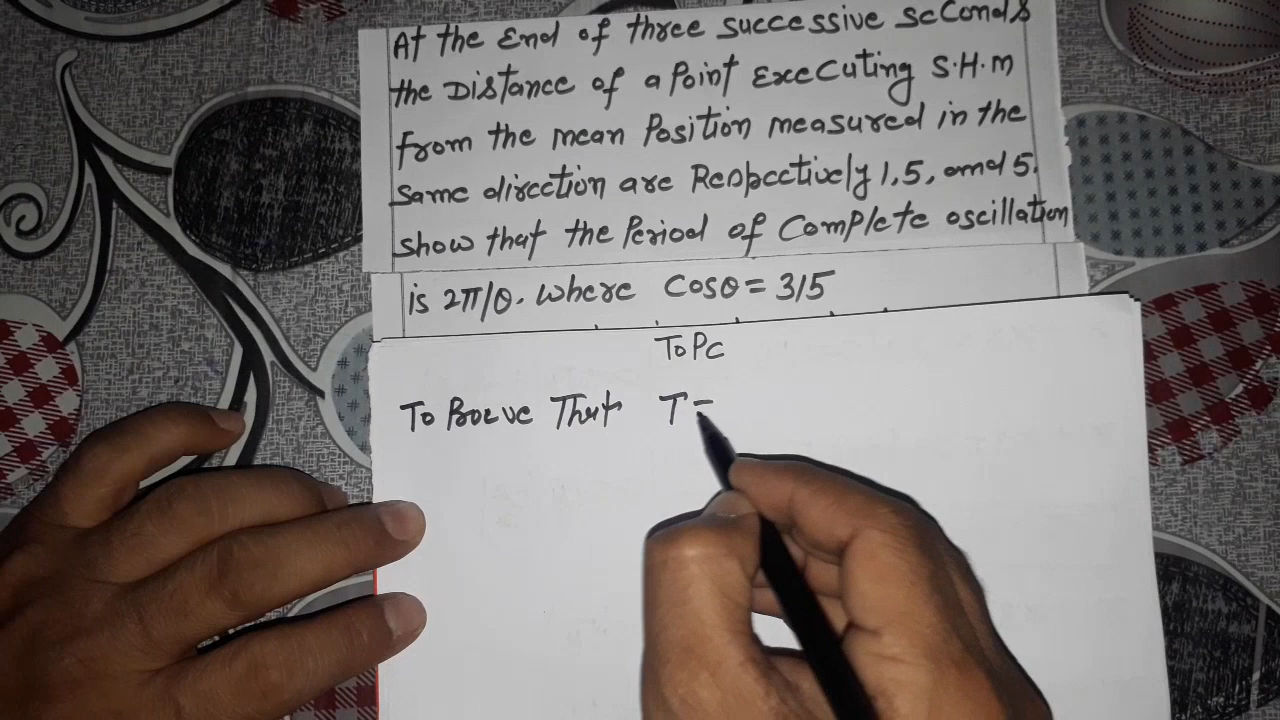 At the End of three successive seconds
the Distance of a Point Executing S.H.m
From the mean Position measured in the
same direction are Respectively 1,5, and 5.
show that the Period of Complete oscillation
is 2π/θ. where Cosθ = 3/5
ToPc
To Prove That T=